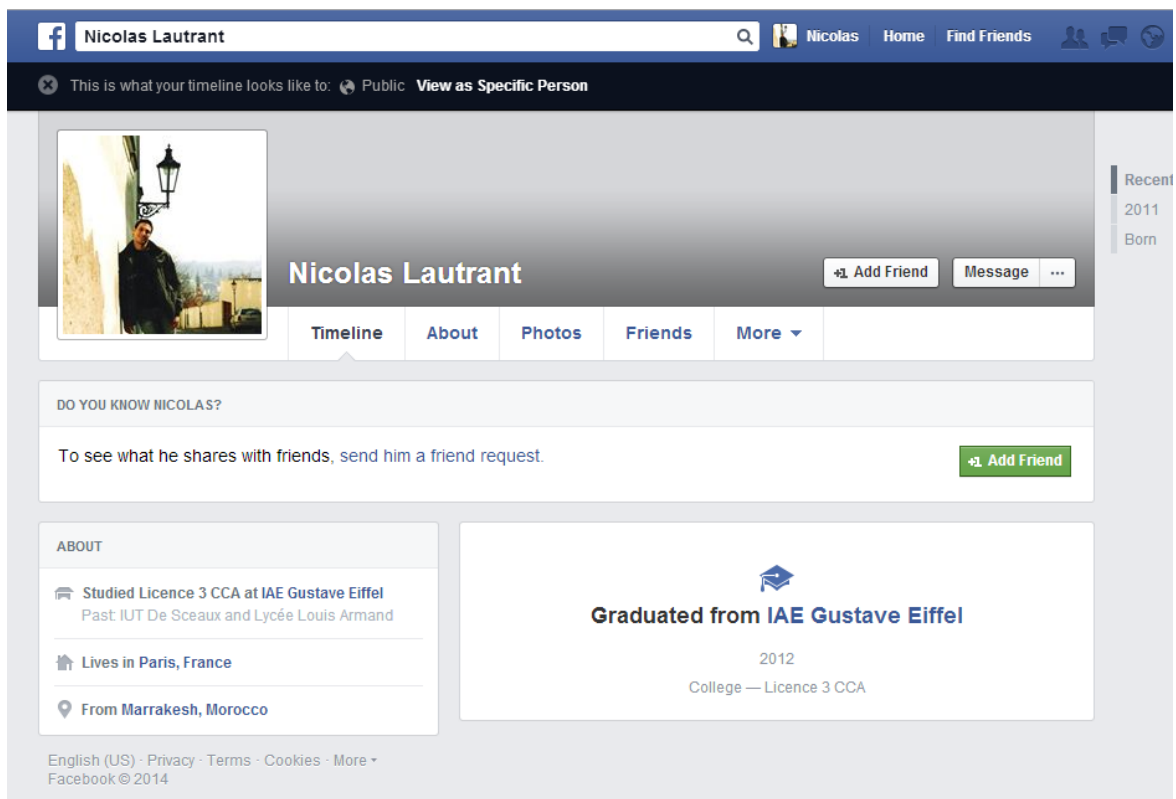 Nicolas Lautrant
Nicolas Home Find Friends
This is what your timeline looks like to: Public View as Specific Person
Recent
2011
Born
Nicolas Lautrant
+1 Add Friend
Message ...
Timeline About Photos Friends More
DO YOU KNOW NICOLAS?
To see what he shares with friends, send him a friend request.
+1 Add Friend
ABOUT
Studied Licence 3 CCA at IAE Gustave Eiffel
Past: IUT De Sceaux and Lycée Louis Armand
Lives in Paris, France
From Marrakesh, Morocco
Graduated from IAE Gustave Eiffel
2012
College — Licence 3 CCA
English (US) · Privacy · Terms · Cookies · More
Facebook © 2014